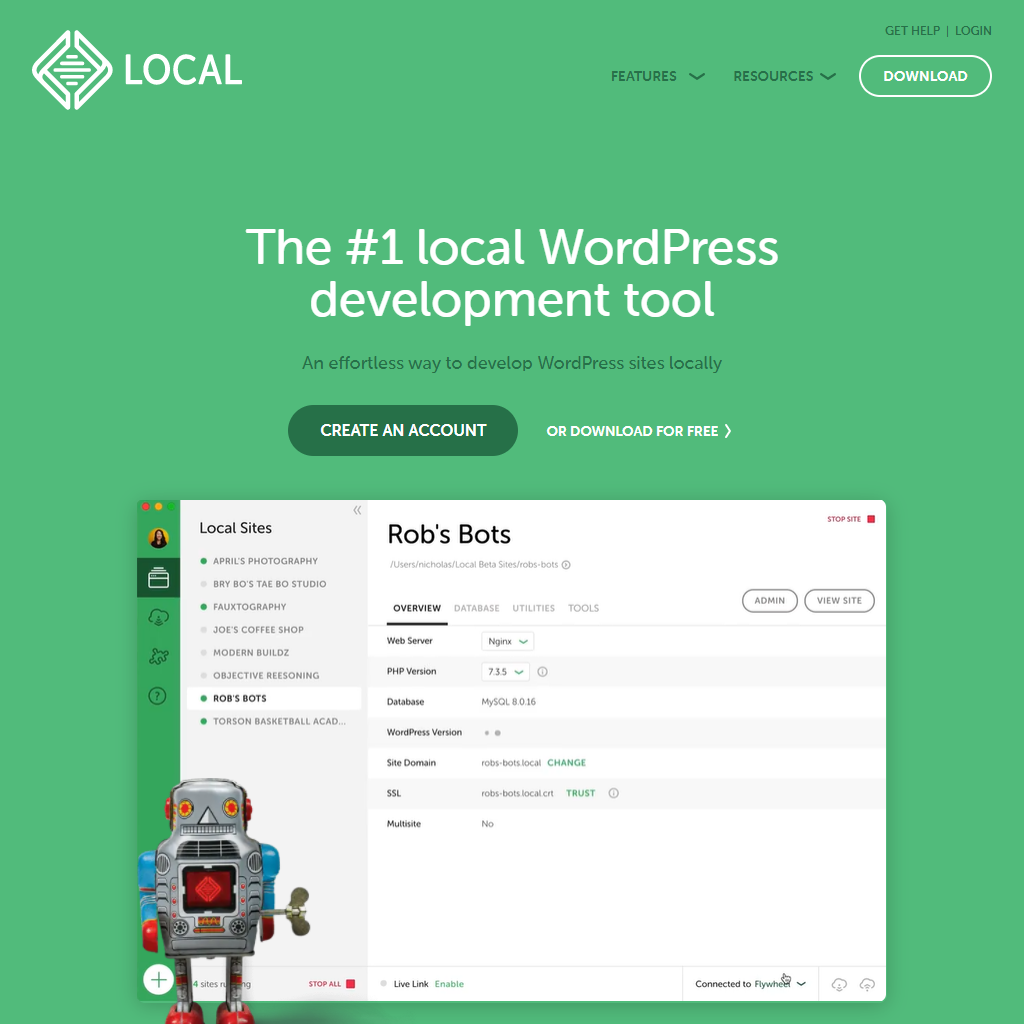 GET HELP | LOGIN
LOCAL
FEATURES
RESOURCES
DOWNLOAD
The #1 local WordPress
development tool
An effortless way to develop WordPress sites locally
CREATE AN ACCOUNT
OR DOWNLOAD FOR FREE
Local Sites
APRIL'S PHOTOGRAPHY
BRY BO'S TAE BO STUDIO
FAUXTOGRAPHY
JOE'S COFFEE SHOP
MODERN BUILDZ
OBJECTIVE REESONING
ROB'S BOTS
TORSON BASKETBALL ACAD...
STOP SITE
Rob's Bots
/Users/nicholas/Local Beta Sites/robs-bots
ADMIN
VIEW SITE
OVERVIEW DATABASE UTILITIES TOOLS
Web Server Nginx
PHP Version 7.3.5
Database MySQL 8.0.16
WordPress Version
Site Domain robs-bots.local CHANGE
SSL robs-bots.local.crt TRUST
Multisite No
4 sites
STOP ALL
Live Link Enable
Connected to Flywheel